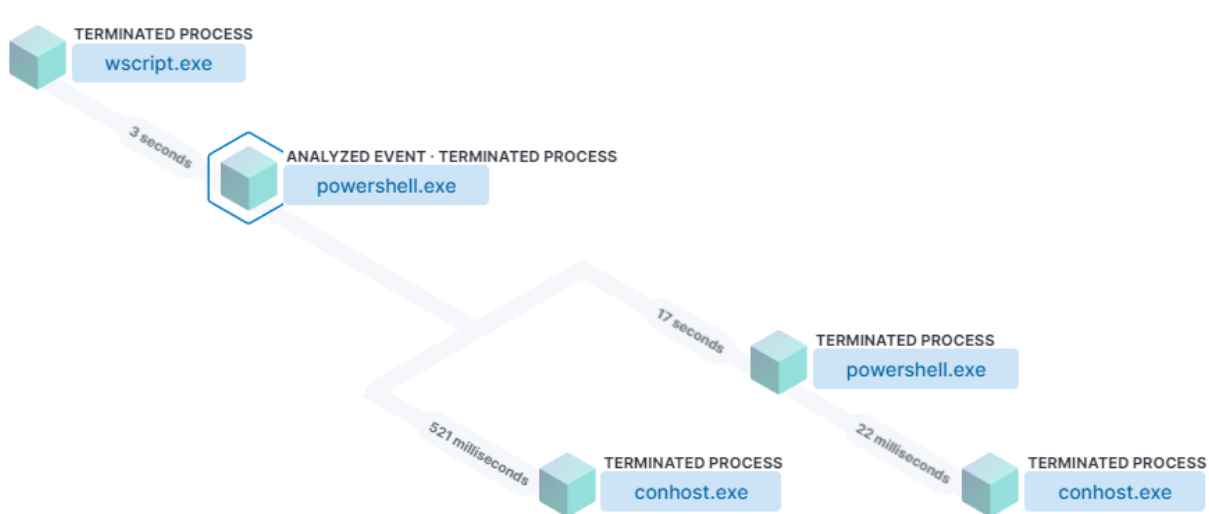 TERMINATED PROCESS
wscript.exe
3 seconds
ANALYZED EVENT · TERMINATED PROCESS
powershell.exe
17 seconds
TERMINATED PROCESS
powershell.exe
521 milliseconds
22 milliseconds
TERMINATED PROCESS
conhost.exe
TERMINATED PROCESS
conhost.exe